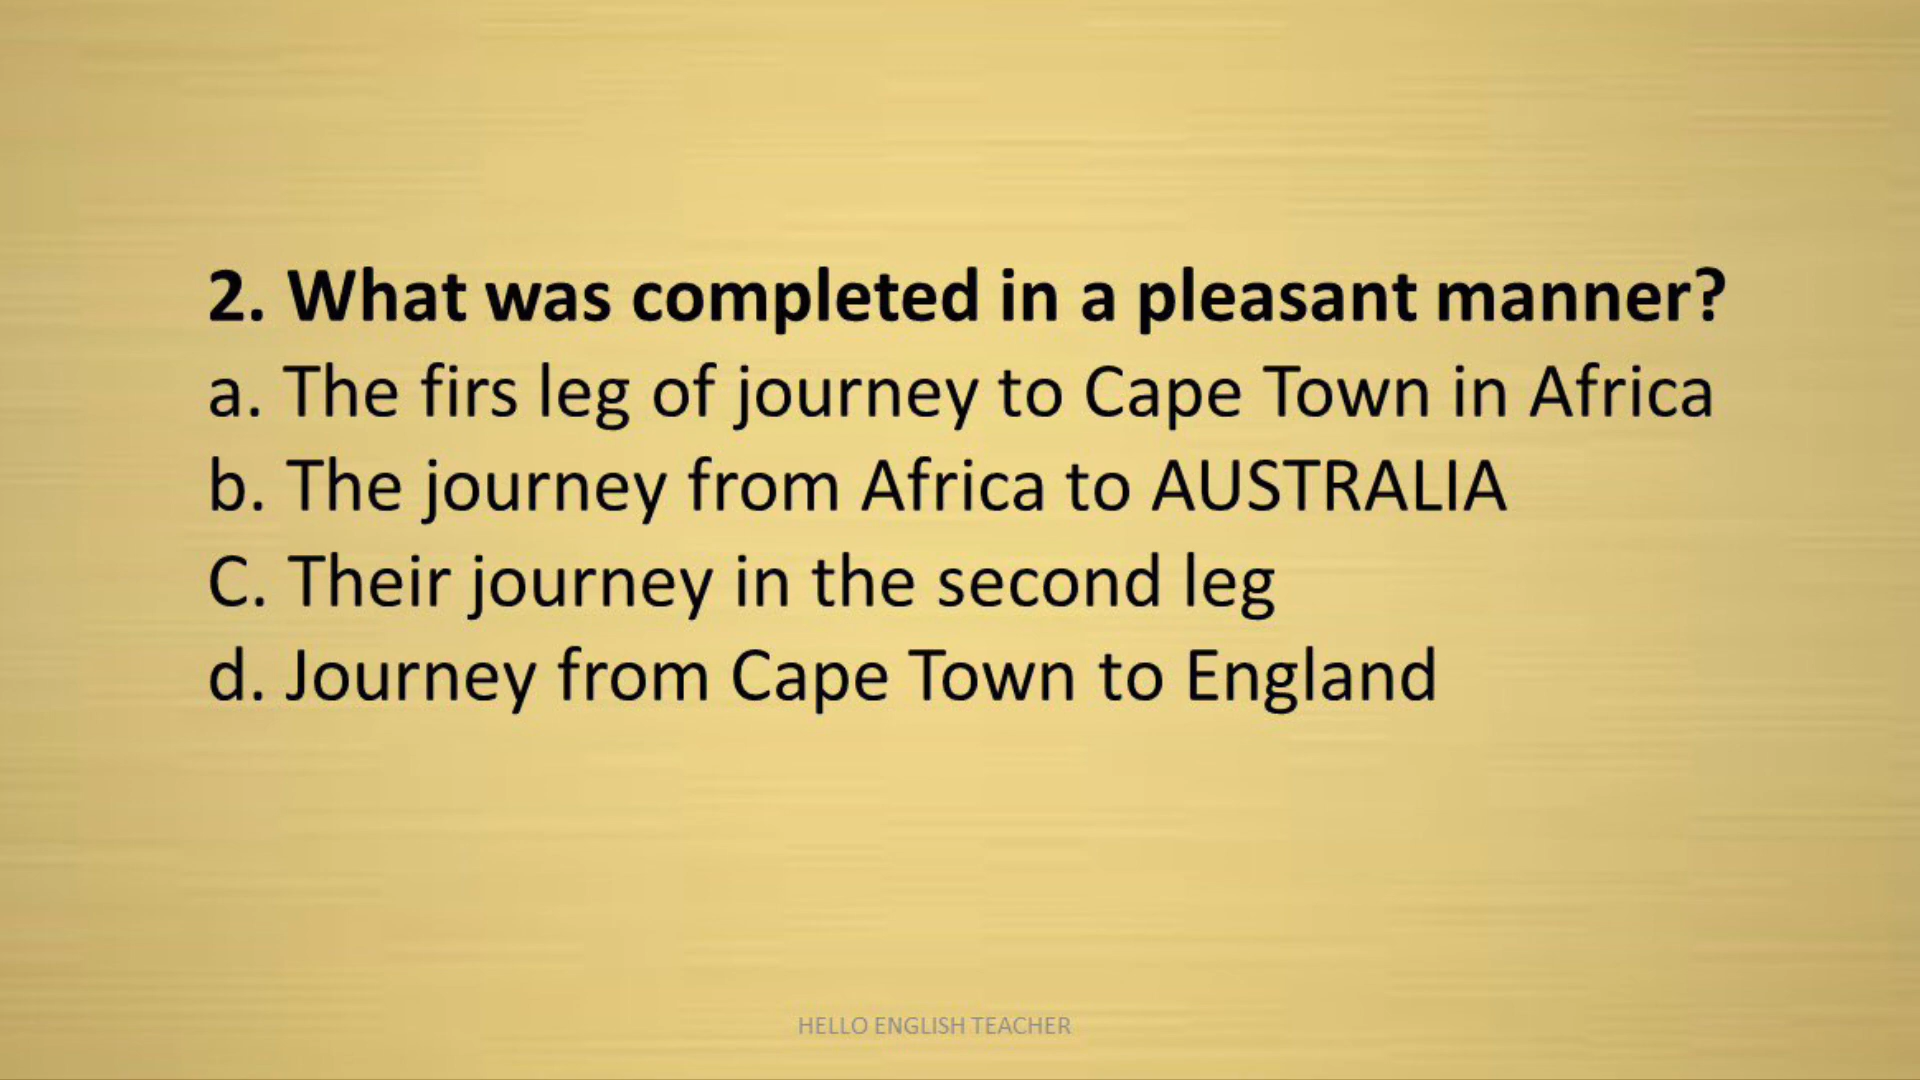 2. What was completed in a pleasant manner?
a. The firs leg of journey to Cape Town in Africa
b. The journey from Africa to AUSTRALIA
C. Their journey in the second leg
d. Journey from Cape Town to England
HELLO ENGLISH TEACHER